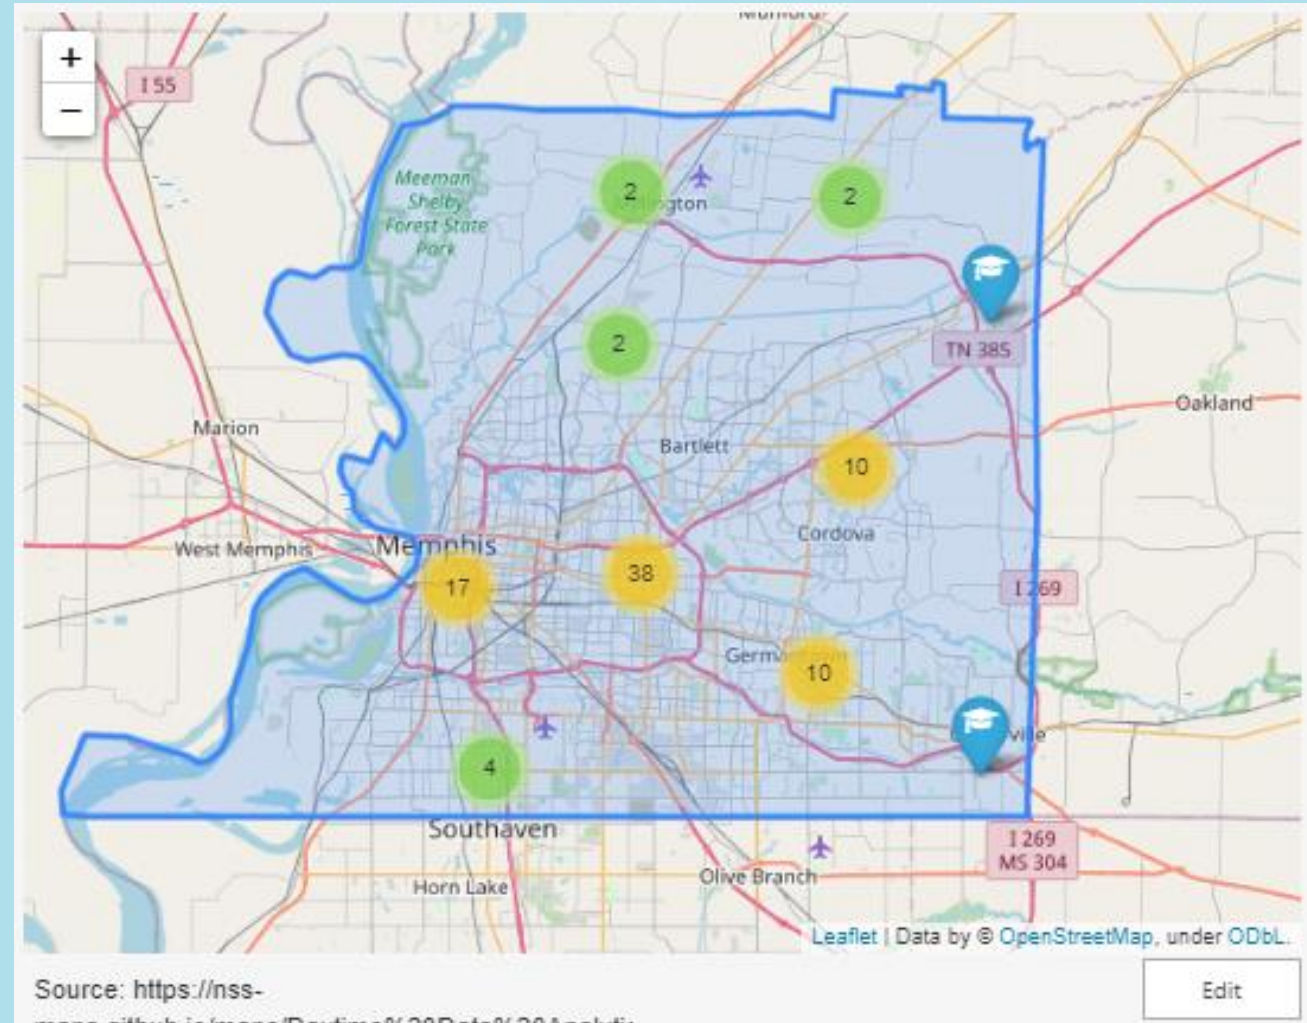 +
−
I 55
Meeman
Shelby
Forest State
Park
2
2
2
TN 385
Oakland
Marion
Bartlett
10
Cordova
West Memphis
Memphis
17
38
I 269
10
4
Southaven
I 269
MS 304
Horn Lake
Olive Branch
Leaflet | Data by © OpenStreetMap, under ODbL.
Source: https://nss-
Edit